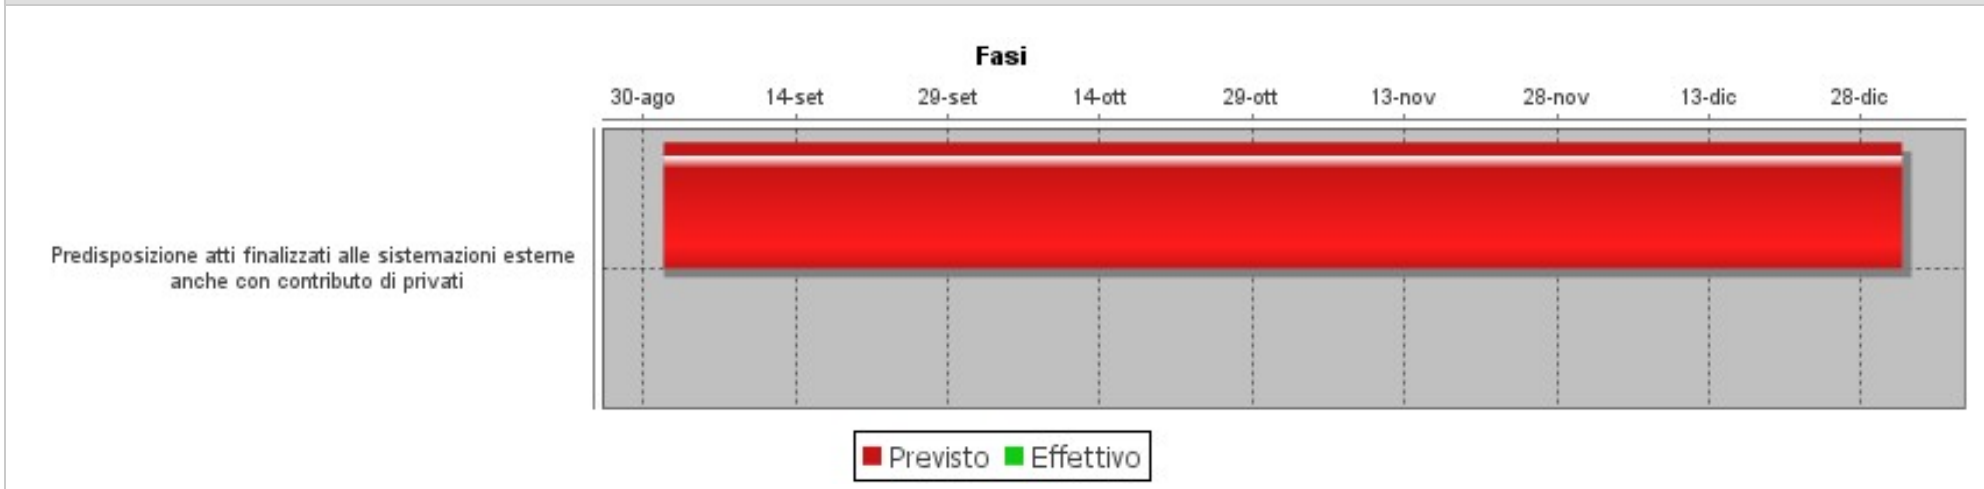 Fasi
30-ago 14-set 29-set 14-ott 29-ott 13-nov 28-nov 13-dic 28-dic
Predisposizione atti finalizzati alle sistemazioni esterne
anche con contributo di privati
Previsto Effettivo